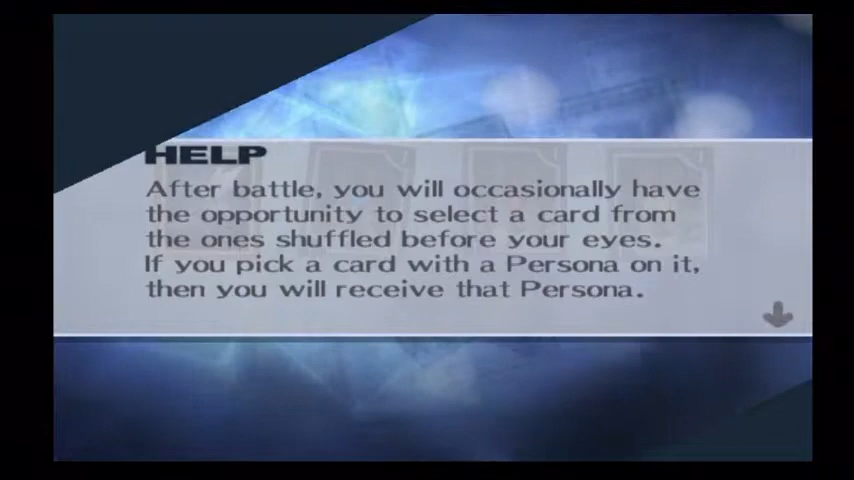 HELP
After battle, you will occasionally have
the opportunity to select a card from
the ones shuffled before your eyes.
If you pick a card with a Persona on it,
then you will receive that Persona.